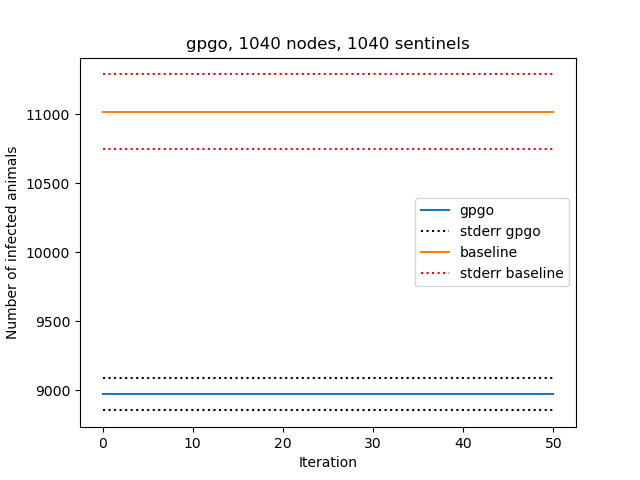 gpgo, 1040 nodes, 1040 sentinels
Number of infected animals
11000
10500
10000
9500
9000
gpgo
stderr gpgo
baseline
stderr baseline
0 10 20 30 40 50
Iteration